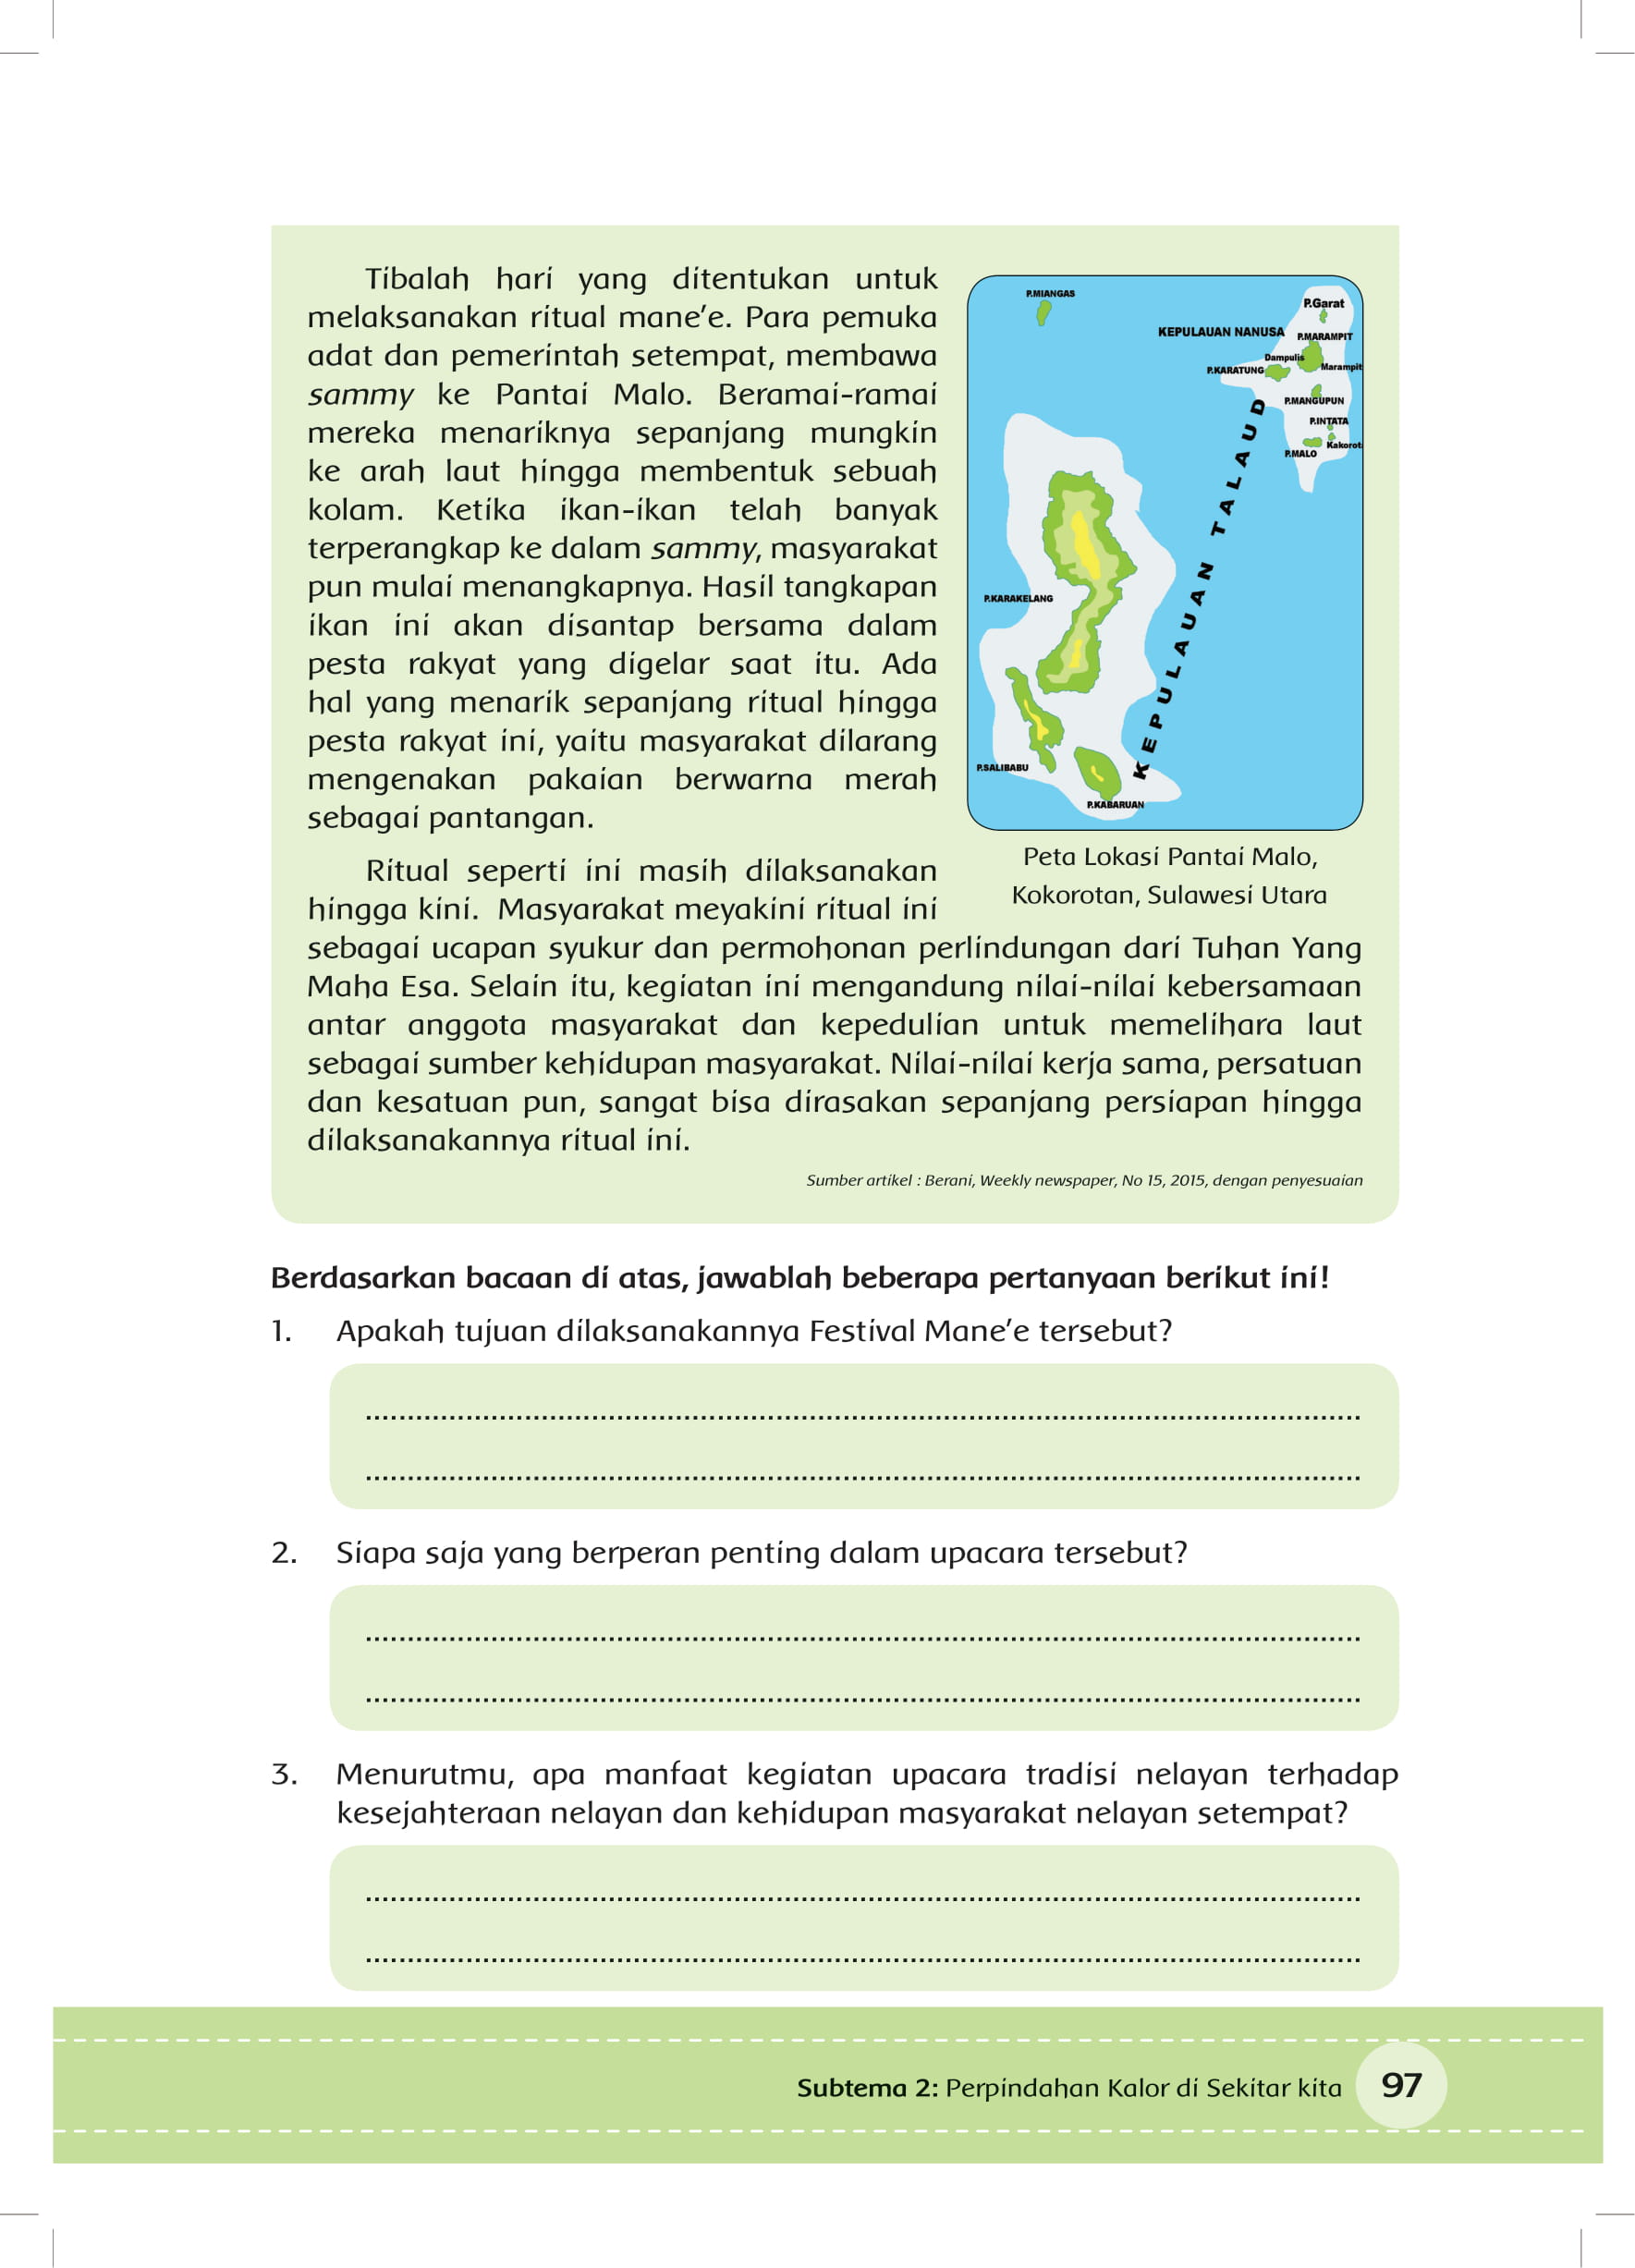 Tibalah hari yang ditentukan untuk
melaksanakan ritual mane’e. Para pemuka
adat dan pemerintah setempat, membawa
sammy ke Pantai Malo. Beramai-ramai
mereka menariknya sepanjang mungkin
ke arah laut hingga membentuk sebuah
kolam. Ketika ikan-ikan telah banyak
terperangkap ke dalam sammy, masyarakat
pun mulai menangkapnya. Hasil tangkapan
ikan ini akan disantap bersama dalam
pesta rakyat yang digelar saat itu. Ada
hal yang menarik sepanjang ritual hingga
pesta rakyat ini, yaitu masyarakat dilarang
mengenakan pakaian berwarna merah
sebagai pantangan.
P.MIANGAS
P.Garat
KEPULAUAN NANUSA
P.MARAMPIT
Dampulis
Marampit
P.KARATUNG
P.MANGUPUN
P.INTATA
Kakorot
P.MALO
KEPULAUAN TALAUD
P.KARAKELANG
P.SALIBABU
P.KABARUAN
Peta Lokasi Pantai Malo,
Kokorotan, Sulawesi Utara
Ritual seperti ini masih dilaksanakan
hingga kini. Masyarakat meyakini ritual ini
sebagai ucapan syukur dan permohonan perlindungan dari Tuhan Yang
Maha Esa. Selain itu, kegiatan ini mengandung nilai-nilai kebersamaan
antar anggota masyarakat dan kepedulian untuk memelihara laut
sebagai sumber kehidupan masyarakat. Nilai-nilai kerja sama, persatuan
dan kesatuan pun, sangat bisa dirasakan sepanjang persiapan hingga
dilaksanakannya ritual ini.
Sumber artikel : Berani, Weekly newspaper, No 15, 2015, dengan penyesuaian
Berdasarkan bacaan di atas, jawablah beberapa pertanyaan berikut ini!
1. Apakah tujuan dilaksanakannya Festival Mane’e tersebut?
2. Siapa saja yang berperan penting dalam upacara tersebut?
3. Menurutmu, apa manfaat kegiatan upacara tradisi nelayan terhadap
kesejahteraan nelayan dan kehidupan masyarakat nelayan setempat?
Subtema 2: Perpindahan Kalor di Sekitar kita 97